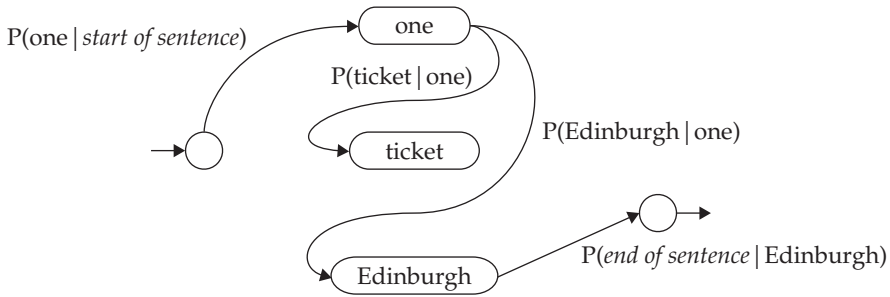 one
P(one | start of sentence)
P(ticket | one)
ticket
P(Edinburgh | one)
P(end of sentence | Edinburgh)
Edinburgh